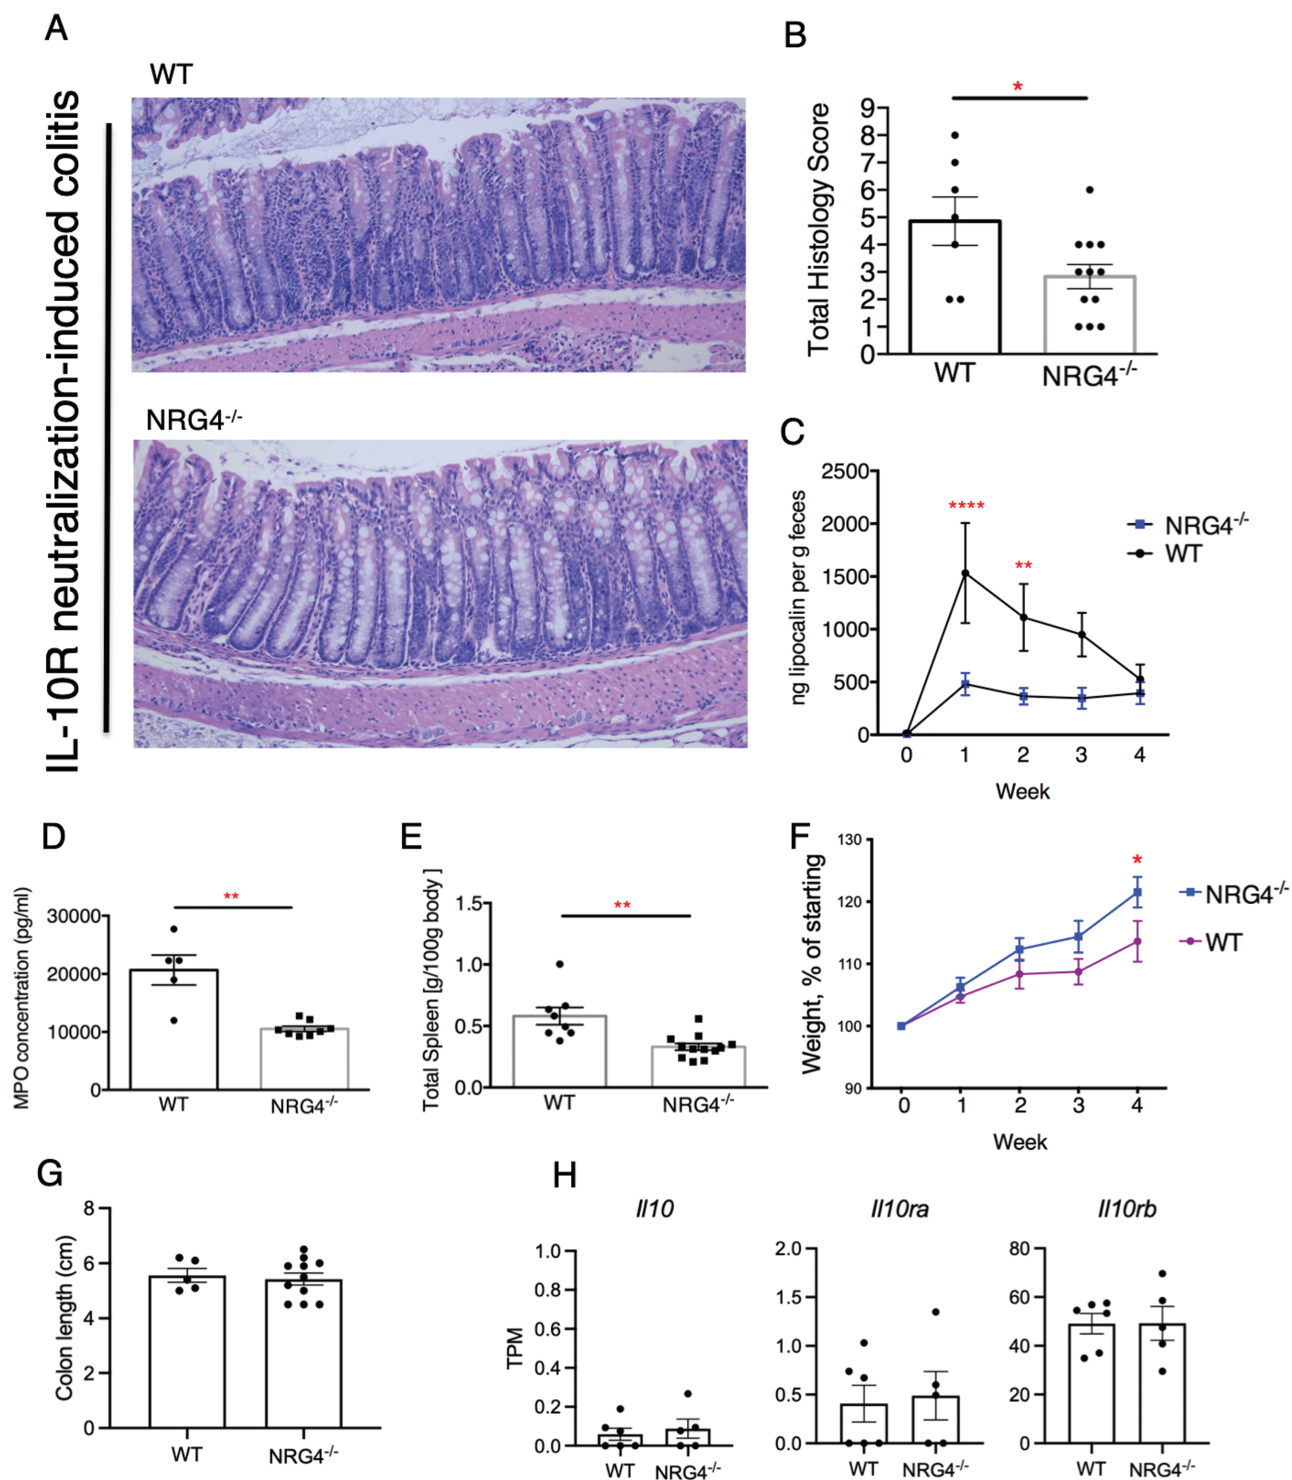 A
IL-10R neutralization-induced colitis
WT
NRG4-/-
B
*
Total Histology Score
9
8
7
6
5
4
3
2
1
0
WT
NRG4-/-
C
ng lipocalin per g feces
2500
2000
1500
1000
500
0
****
**
NRG4-/-
WT
0 1 2 3 4
Week
D
MPO concentration (pg/ml)
**
30000
20000
10000
0
WT
NRG4-/-
E
Total Spleen [g/100g body ]
**
1.5
1.0
0.5
0.0
WT
NRG4-/-
F
Weight, % of starting
130
120
110
100
90
*
NRG4-/-
WT
0 1 2 3 4
Week
G
Colon length (cm)
8
6
4
2
0
WT
NRG4-/-
H
TPM
Il10
1.0
0.8
0.6
0.4
0.2
0.0
WT
NRG4-/-
Il10ra
2.0
1.5
1.0
0.5
0.0
WT
NRG4-/-
Il10rb
80
60
40
20
0
WT
NRG4-/-